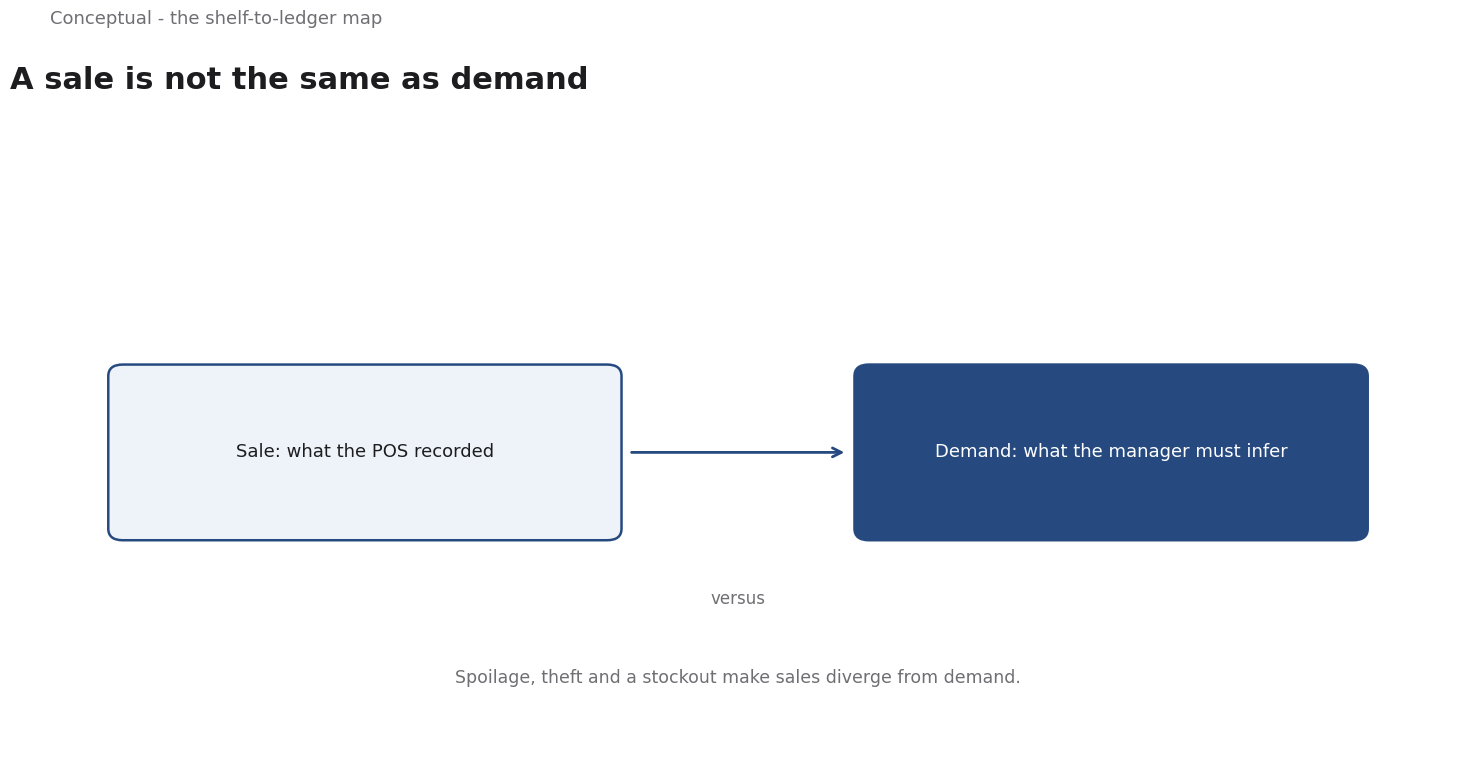 Conceptual - the shelf-to-ledger map
A sale is not the same as demand
Sale: what the POS recorded
Demand: what the manager must infer
versus
Spoilage, theft and a stockout make sales diverge from demand.